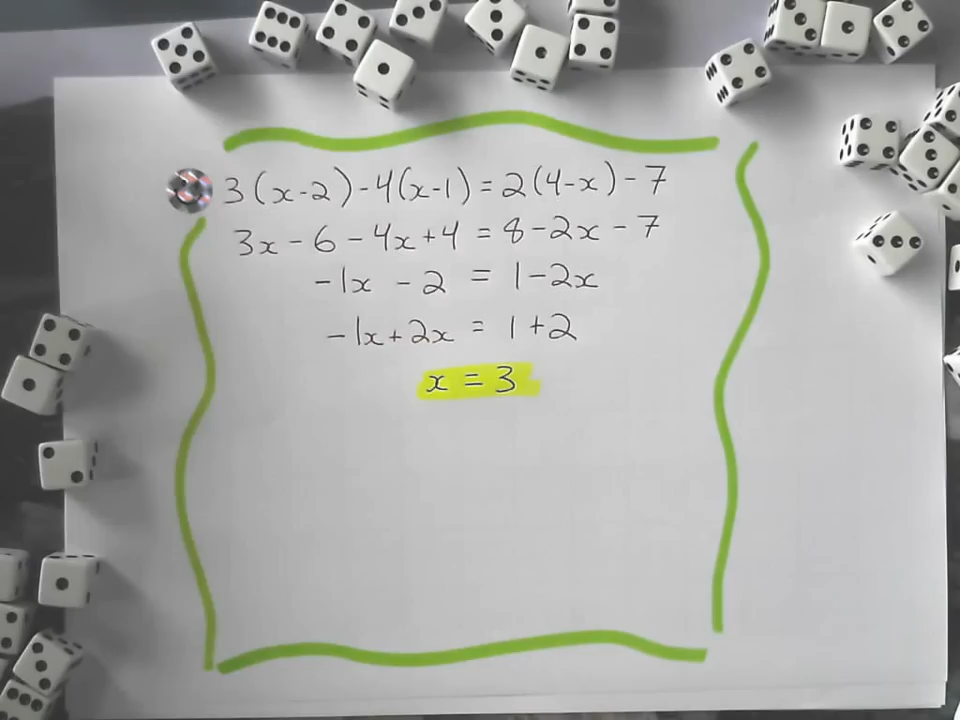 3(x-2)-4(x-1)=2(4-x)-7
3x-6-4x+4=8-2x-7
-1x-2=1-2x
-1x+2x=1+2
x=3